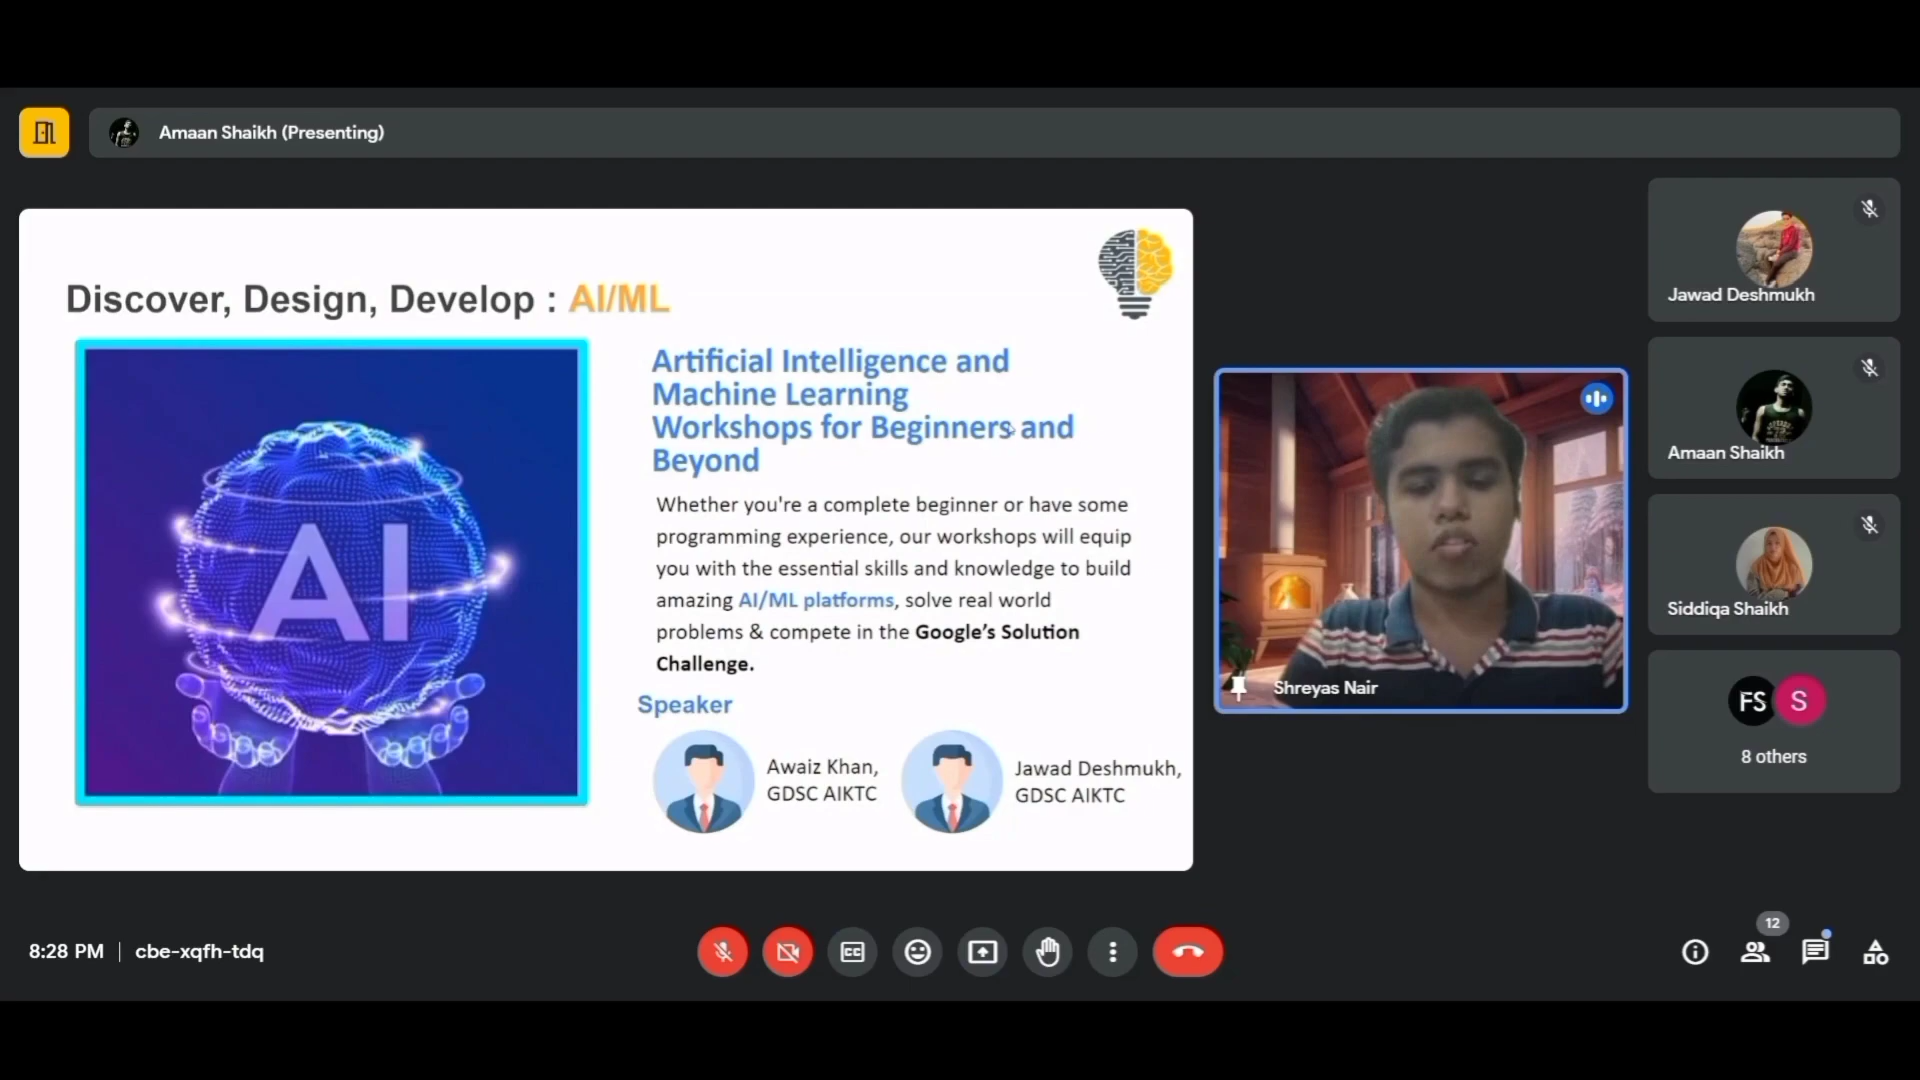 Amaan Shaikh (Presenting)
Discover, Design, Develop : AI/ML
AI
Artificial Intelligence and
Machine Learning
Workshops for Beginners and
Beyond
Whether you're a complete beginner or have some
programming experience, our workshops will equip
you with the essential skills and knowledge to build
amazing AI/ML platforms, solve real world
problems & compete in the Google's Solution
Challenge.
Speaker
Awaiz Khan,
GDSC AIKTC
Jawad Deshmukh,
GDSC AIKTC
Shreyas Nair
Jawad Deshmukh
Amaan Shaikh
Siddiqa Shaikh
FS S
8 others
8:28 PM | cbe-xqfh-tdq
CC
12